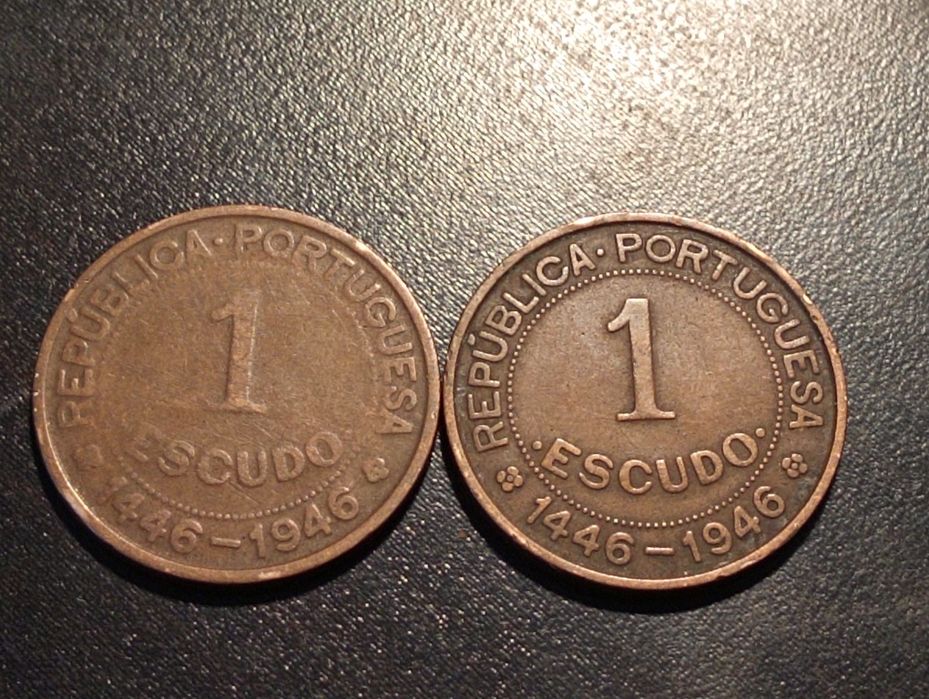 REPÚBLICA · PORTUGUESA
1
ESCUDO
1446-1946
REPÚBLICA · PORTUGUESA
1
· ESCUDO ·
1446-1946